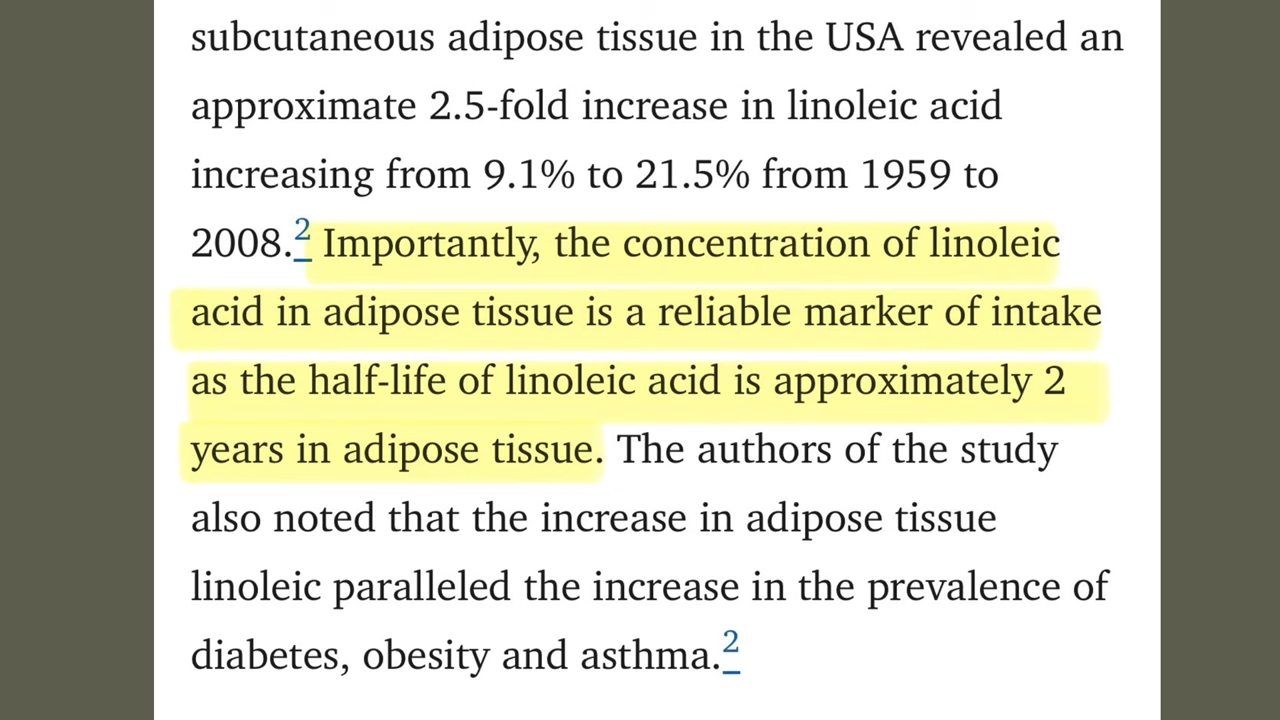 subcutaneous adipose tissue in the USA revealed an
approximate 2.5-fold increase in linoleic acid
increasing from 9.1% to 21.5% from 1959 to
2008.2 Importantly, the concentration of linoleic
acid in adipose tissue is a reliable marker of intake
as the half-life of linoleic acid is approximately 2
years in adipose tissue. The authors of the study
also noted that the increase in adipose tissue
linoleic paralleled the increase in the prevalence of
diabetes, obesity and asthma.2